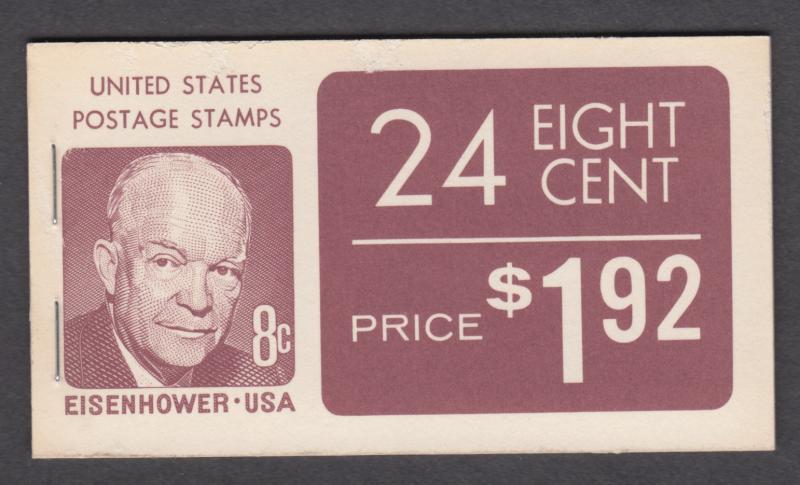 UNITED STATES
POSTAGE STAMPS
8c
EISENHOWER · USA
24 EIGHT
CENT
PRICE $1.92